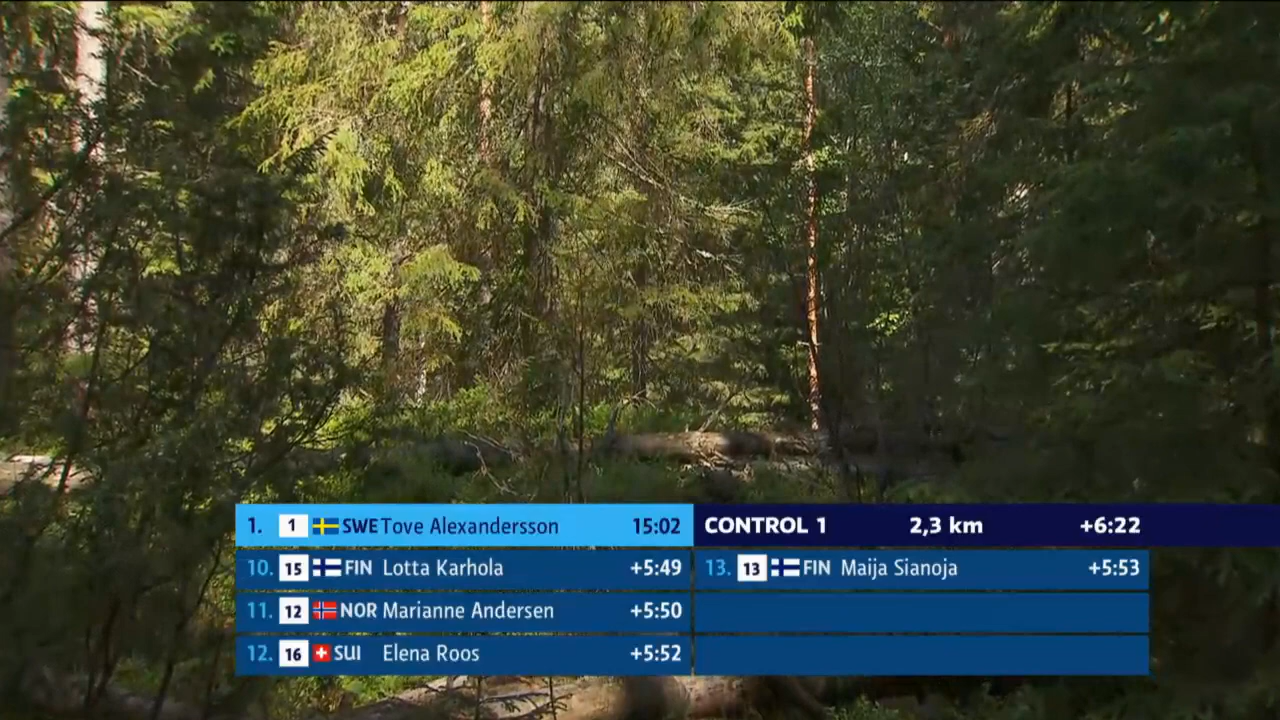 1. 1 SWE Tove Alexandersson 15:02 CONTROL 1 2,3 km +6:22
10. 15 FIN Lotta Karhola +5:49 13. 13 FIN Maija Sianoja +5:53
11. 12 NOR Marianne Andersen +5:50
12. 16 SUI Elena Roos +5:52